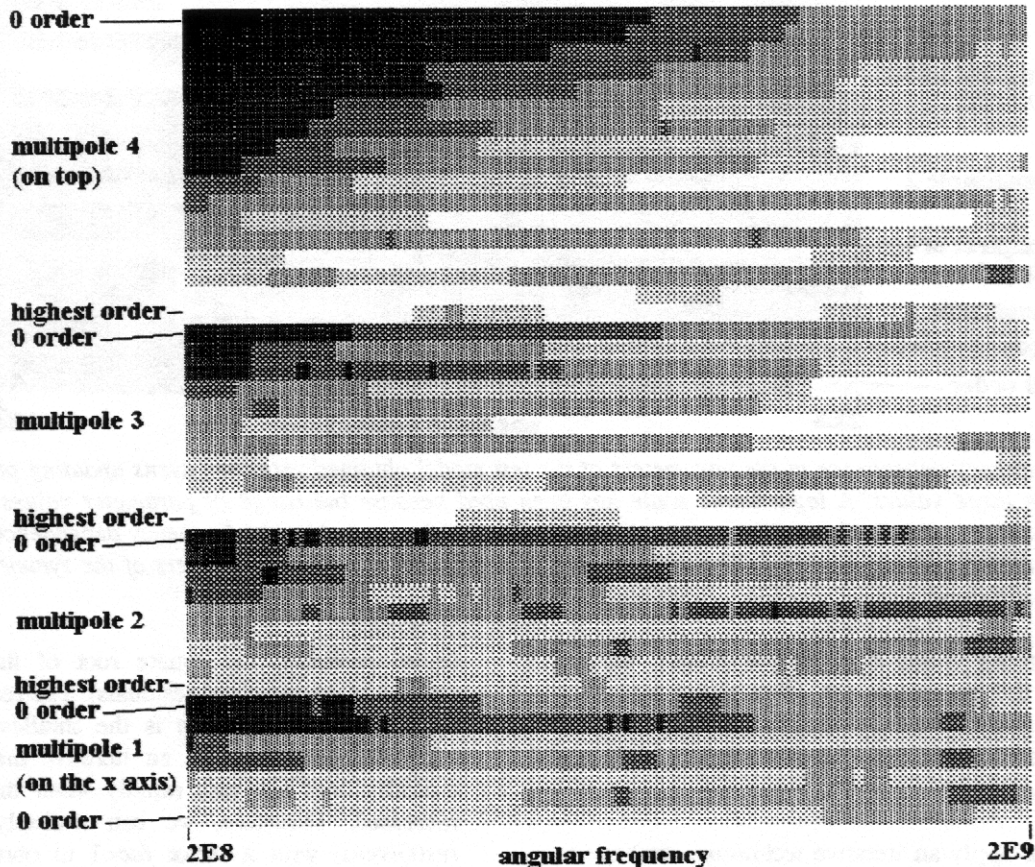 0 order
multipole 4
(on top)
highest order
0 order
multipole 3
highest order
0 order
multipole 2
highest order
0 order
multipole 1
(on the x axis)
0 order
2E8
angular frequency
2E9